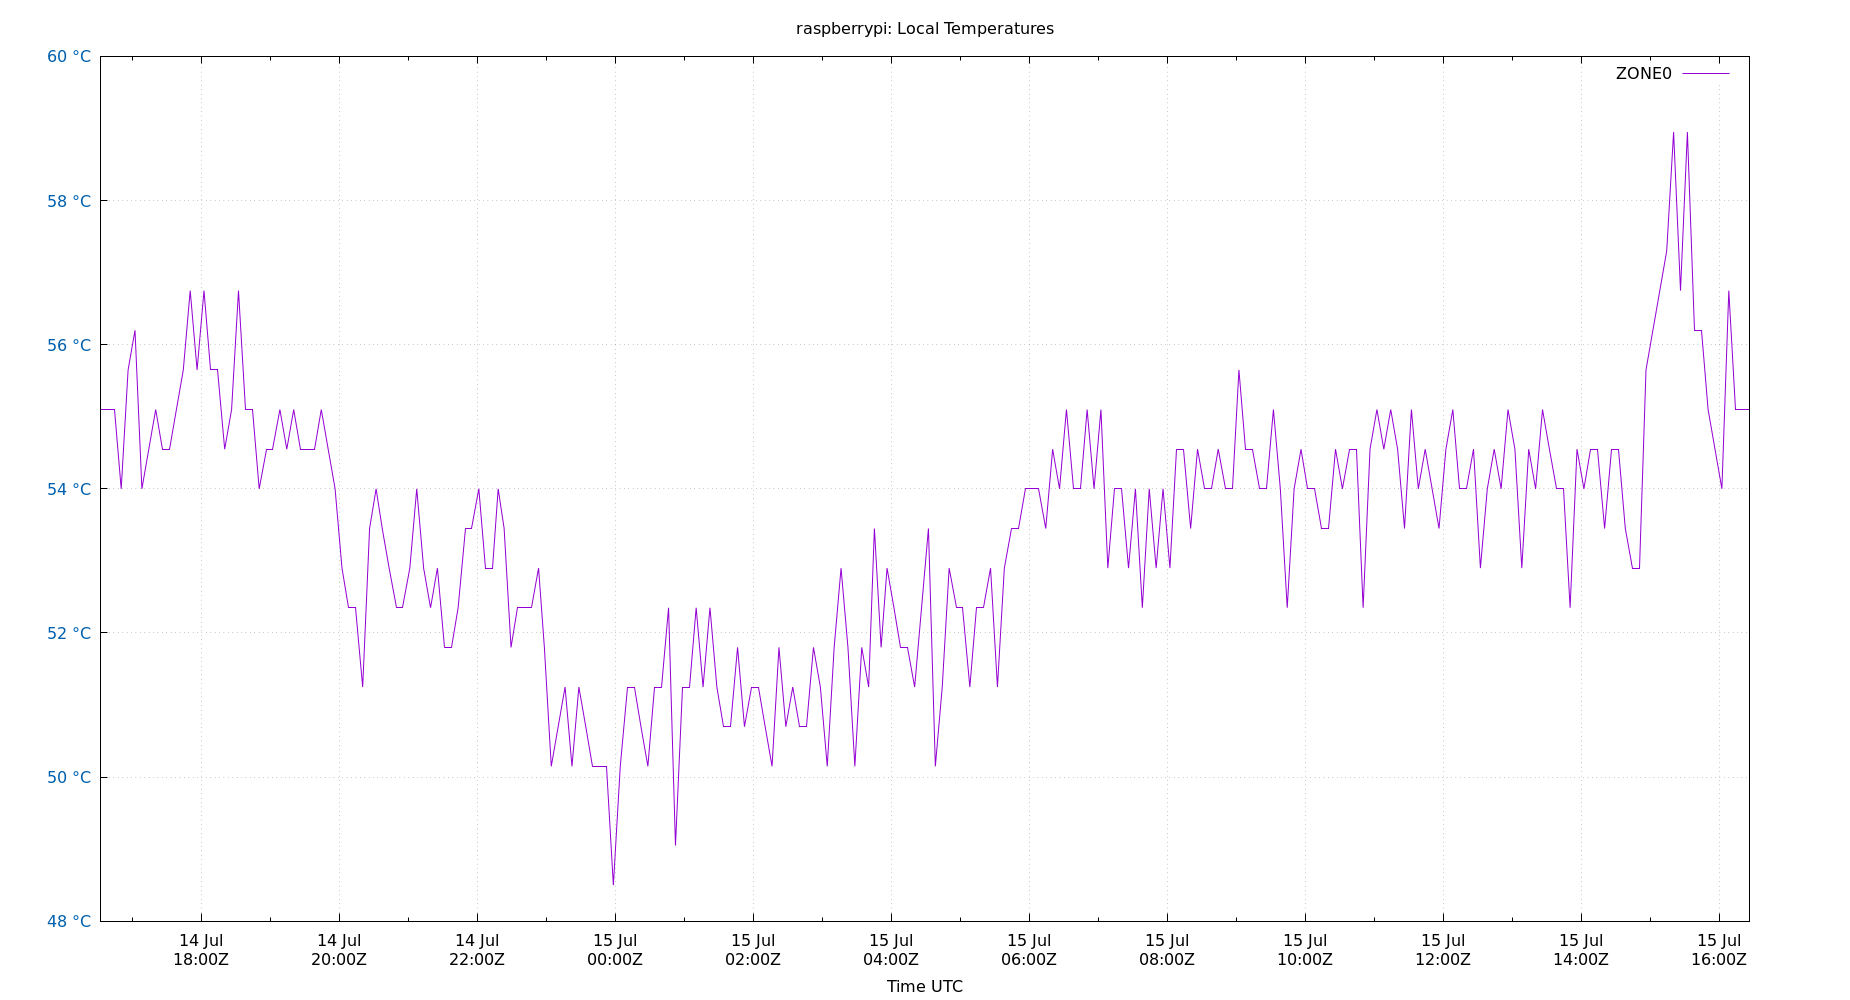 raspberrypi: Local Temperatures
60 °C
ZONE0
58 °C
56 °C
54 °C
52 °C
50 °C
48 °C
14 Jul 14 Jul 14 Jul 15 Jul 15 Jul 15 Jul 15 Jul 15 Jul 15 Jul 15 Jul 15 Jul 15 Jul
18:00Z 20:00Z 22:00Z 00:00Z 02:00Z 04:00Z 06:00Z 08:00Z 10:00Z 12:00Z 14:00Z 16:00Z
Time UTC